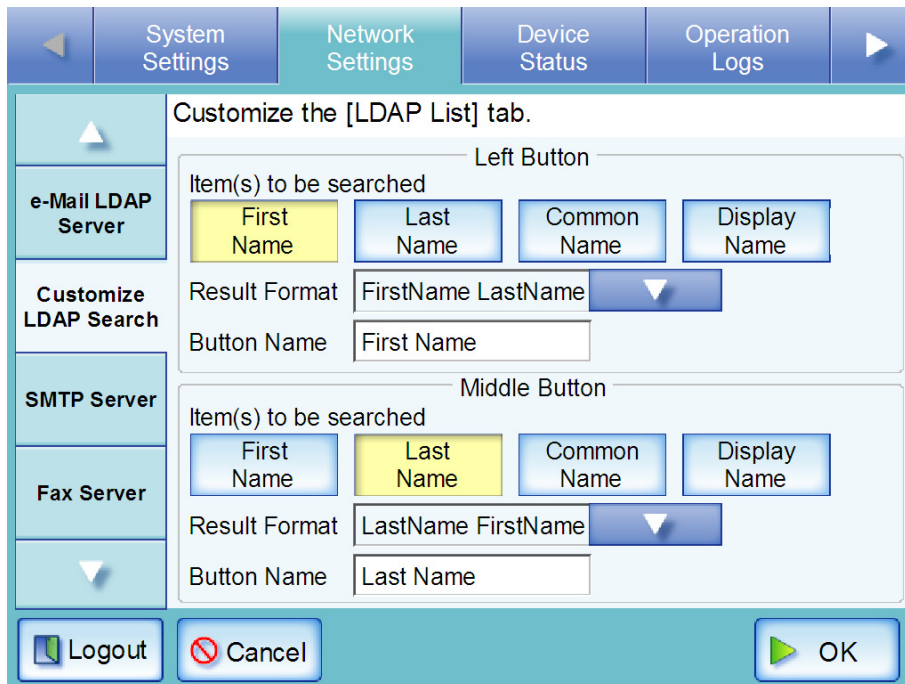 System Settings
Network Settings
Device Status
Operation Logs
Customize the [LDAP List] tab.
e-Mail LDAP Server
Customize LDAP Search
SMTP Server
Fax Server
Left Button
Item(s) to be searched
First Name
Last Name
Common Name
Display Name
Result Format FirstName LastName
Button Name First Name
Middle Button
Item(s) to be searched
First Name
Last Name
Common Name
Display Name
Result Format LastName FirstName
Button Name Last Name
Logout
Cancel
OK